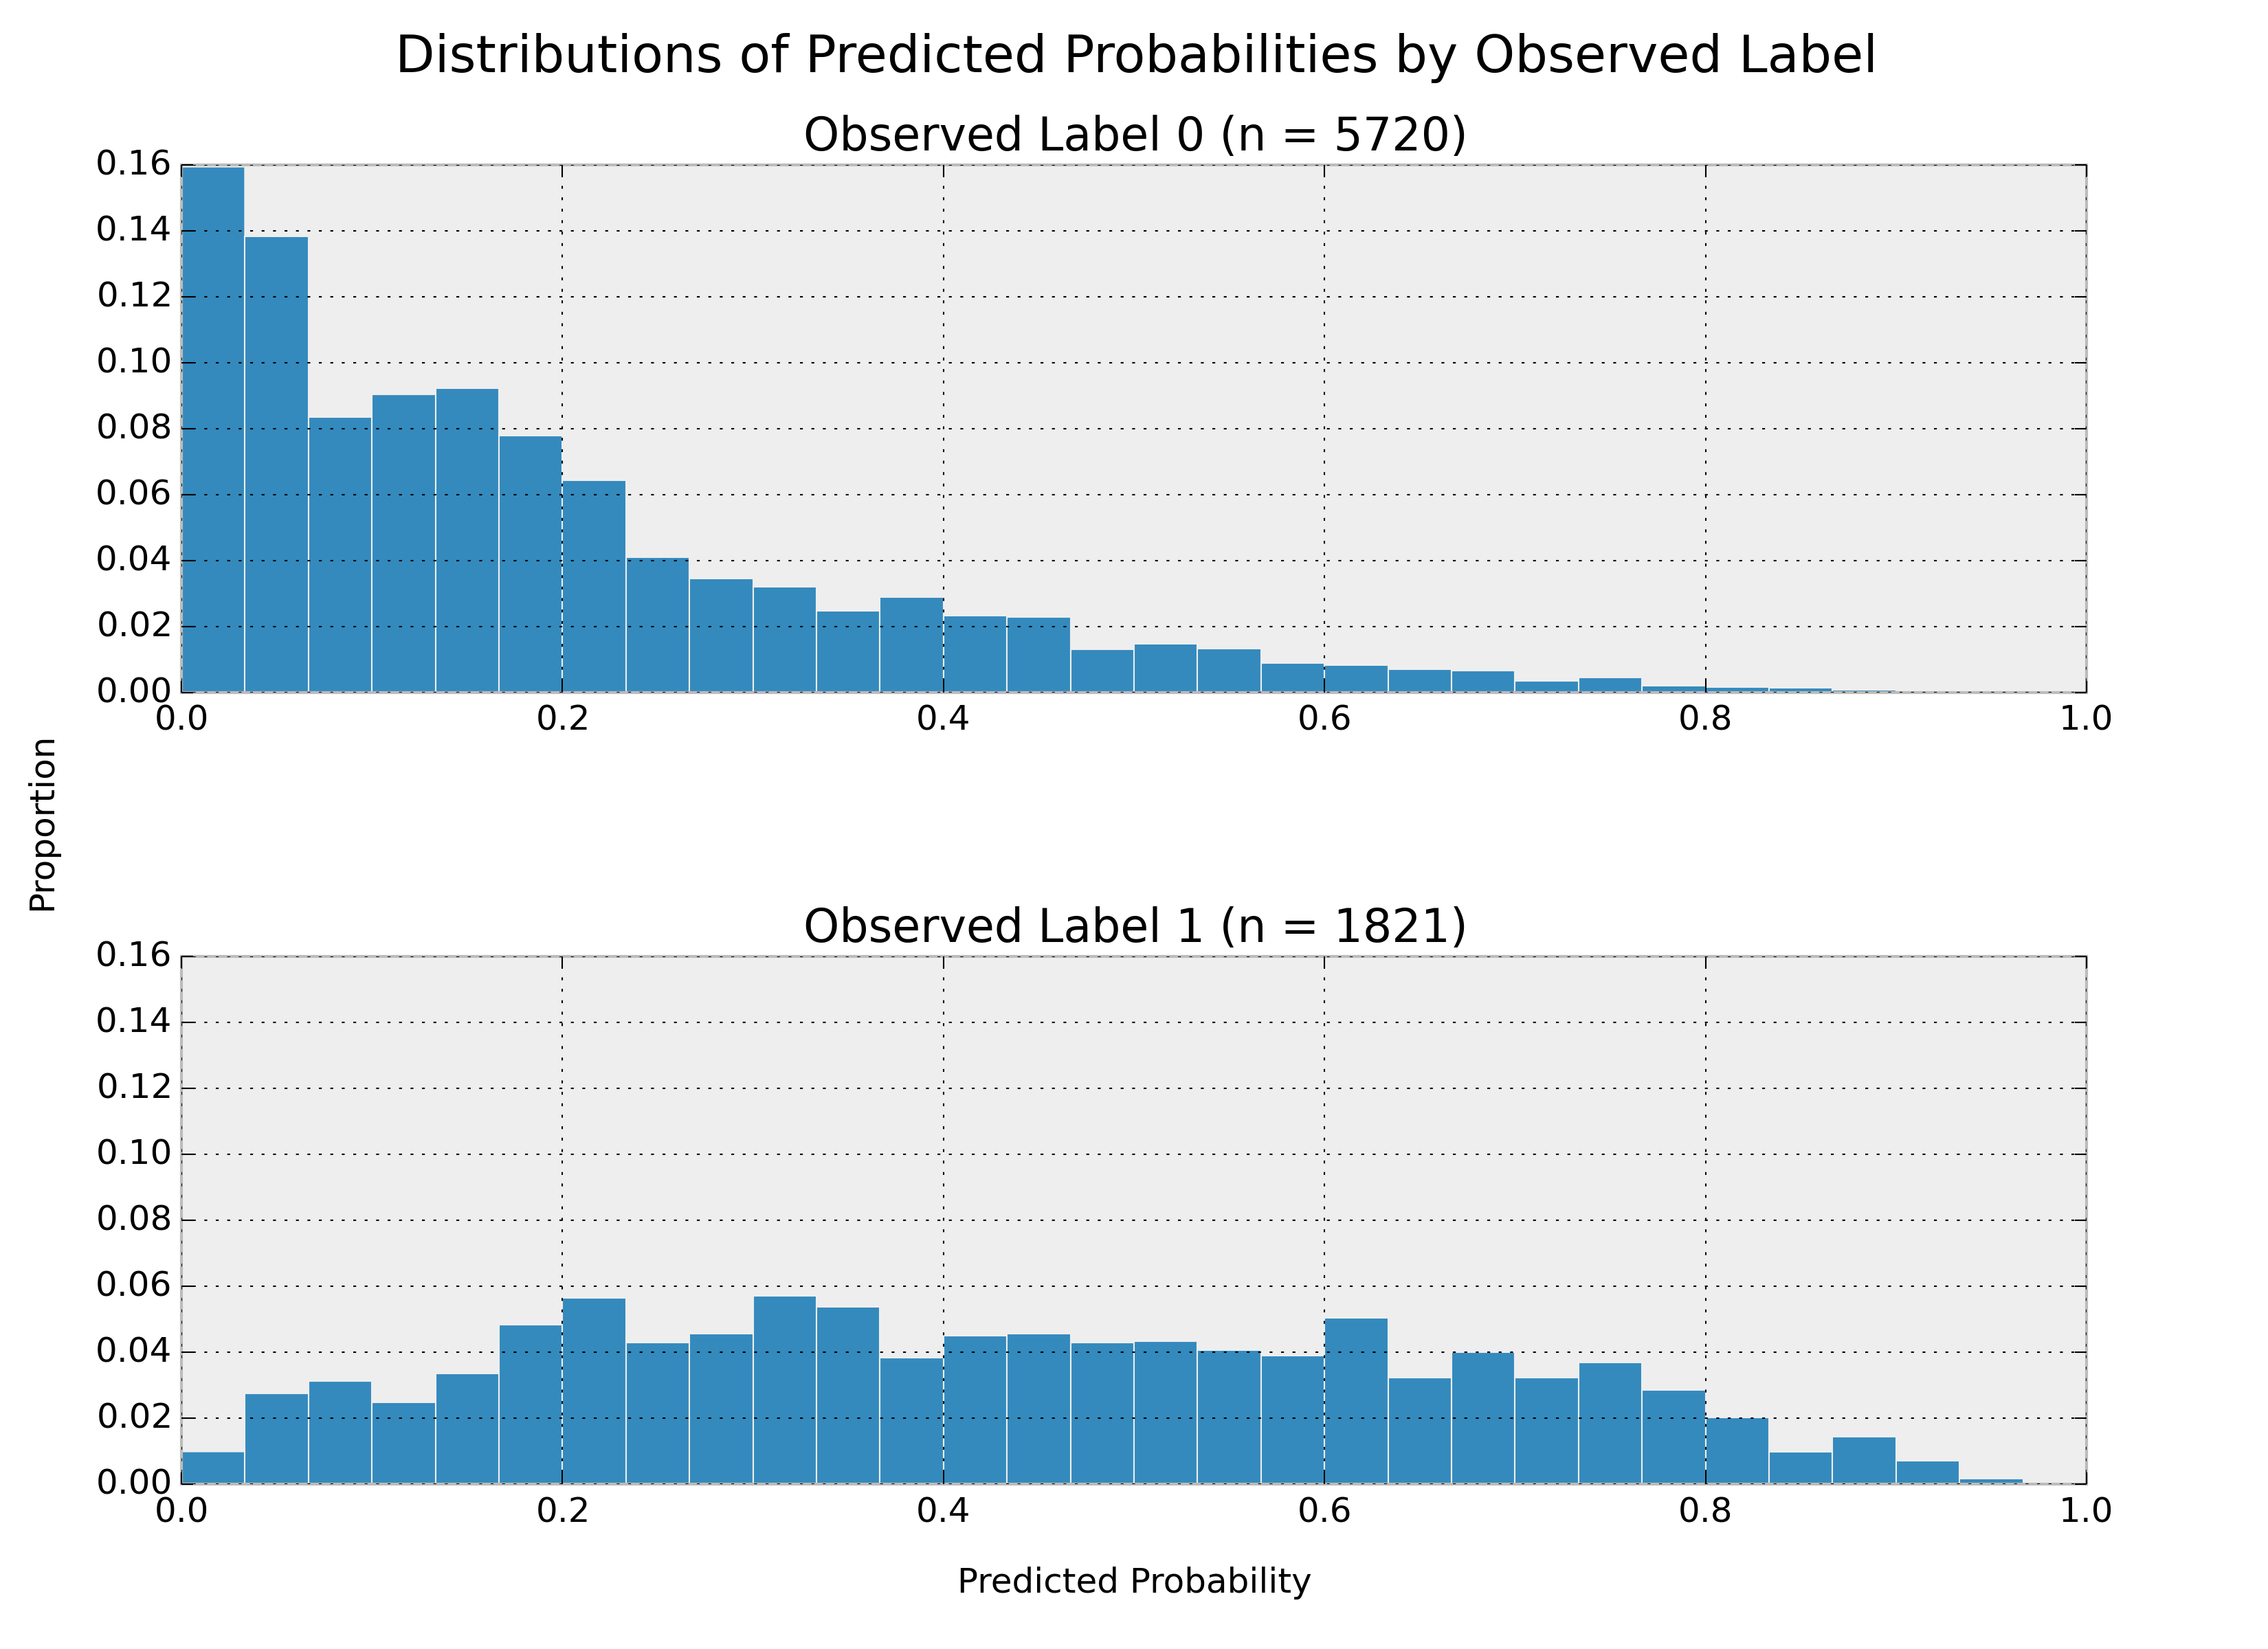 Distributions of Predicted Probabilities by Observed Label
Observed Label 0 (n = 5720)
0.16
0.14
0.12
0.10
0.08
0.06
0.04
0.02
0.00
0.0 0.2 0.4 0.6 0.8 1.0
Proportion
Observed Label 1 (n = 1821)
0.16
0.14
0.12
0.10
0.08
0.06
0.04
0.02
0.00
0.0 0.2 0.4 0.6 0.8 1.0
Predicted Probability